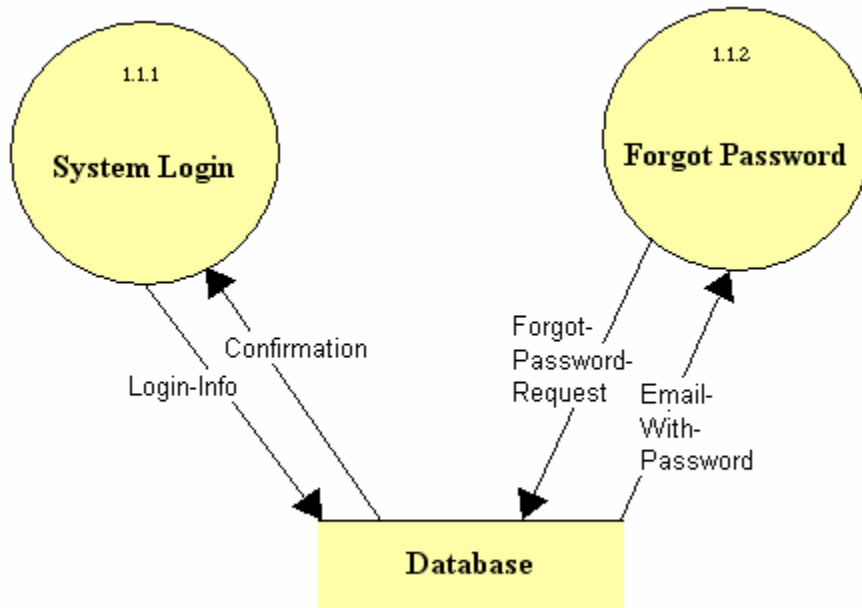 1.1.1
System Login
1.1.2
Forgot Password
Confirmation
Login-Info
Forgot-
Password-
Request
Email-
With-
Password
Database